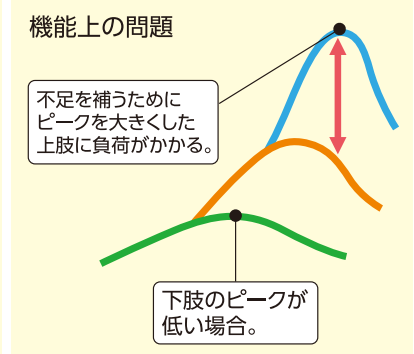 機能上の問題
不足を補うために
ピークを大きくした
上肢に負荷がかかる。
下肢のピークが
低い場合。